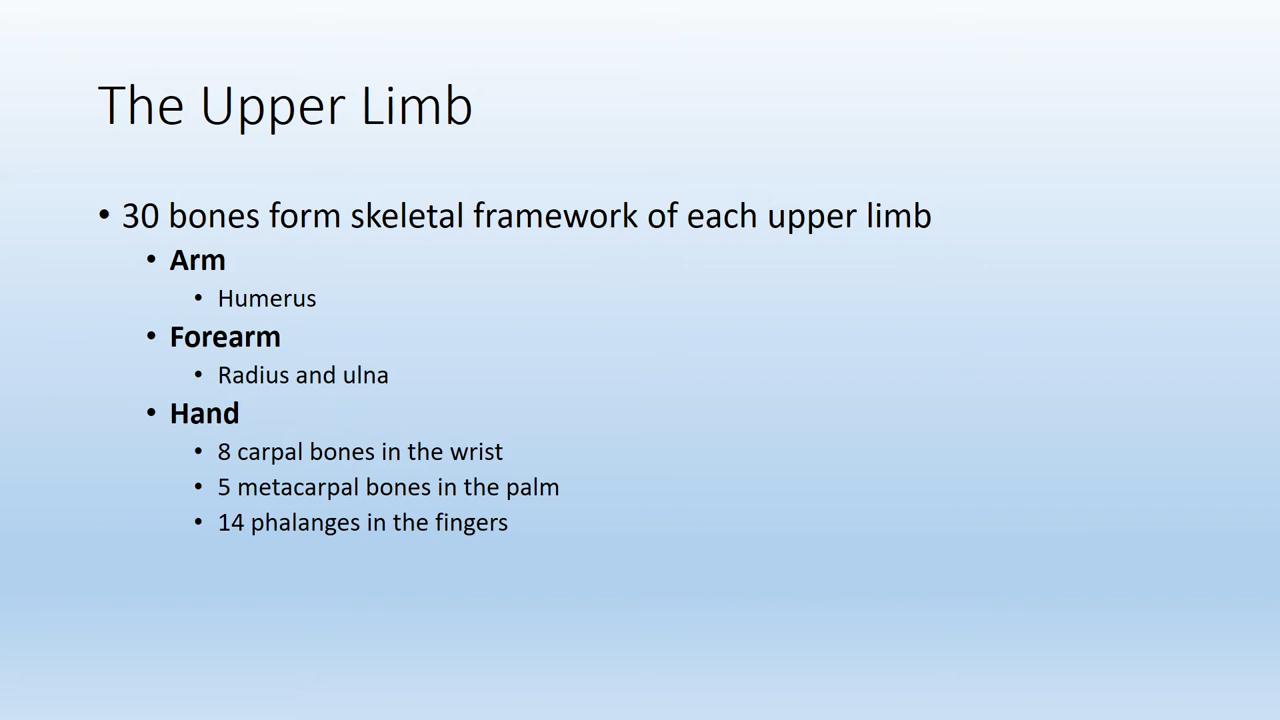 The Upper Limb
• 30 bones form skeletal framework of each upper limb
• Arm
• Humerus
• Forearm
• Radius and ulna
• Hand
• 8 carpal bones in the wrist
• 5 metacarpal bones in the palm
• 14 phalanges in the fingers